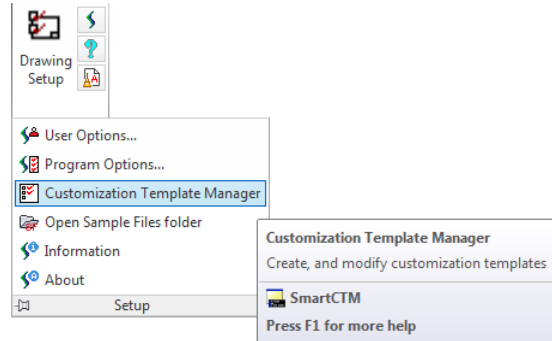 Drawing
Setup
User Options...
Program Options...
Customization Template Manager
Open Sample Files folder
Information
About
Setup
Customization Template Manager
Create, and modify customization templates
SmartCTM
Press F1 for more help